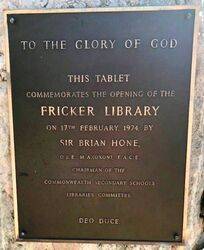 TO THE GLORY OF GOD
THIS TABLET
COMMEMORATES THE OPENING OF THE
FRICKER LIBRARY
ON 17TH FEBRUARY, 1974, BY
SIR BRIAN HONE,
O.B.E. M.A.(OXON) F.A.C.E.
CHAIRMAN OF THE
COMMONWEALTH SECONDARY SCHOOLS
LIBRARIES COMMITTEE
DEO DUCE